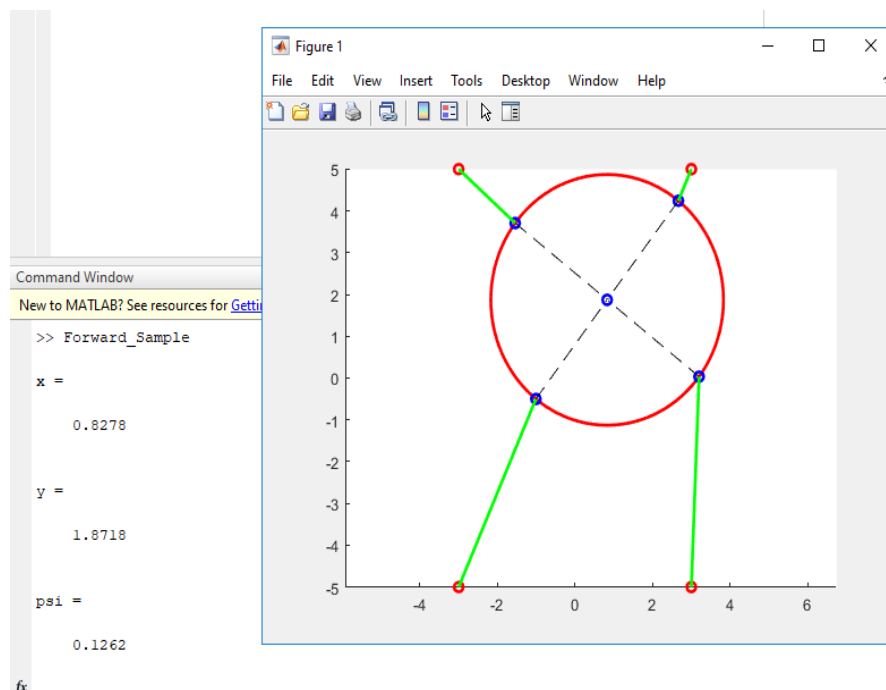 Figure 1
File Edit View Insert Tools Desktop Window Help
5
4
3
2
1
0
-1
-2
-3
-4
-5
-4 -2 0 2 4 6
Command Window
New to MATLAB? See resources for Getti
>> Forward_Sample
x =
0.8278
y =
1.8718
psi =
0.1262
fx